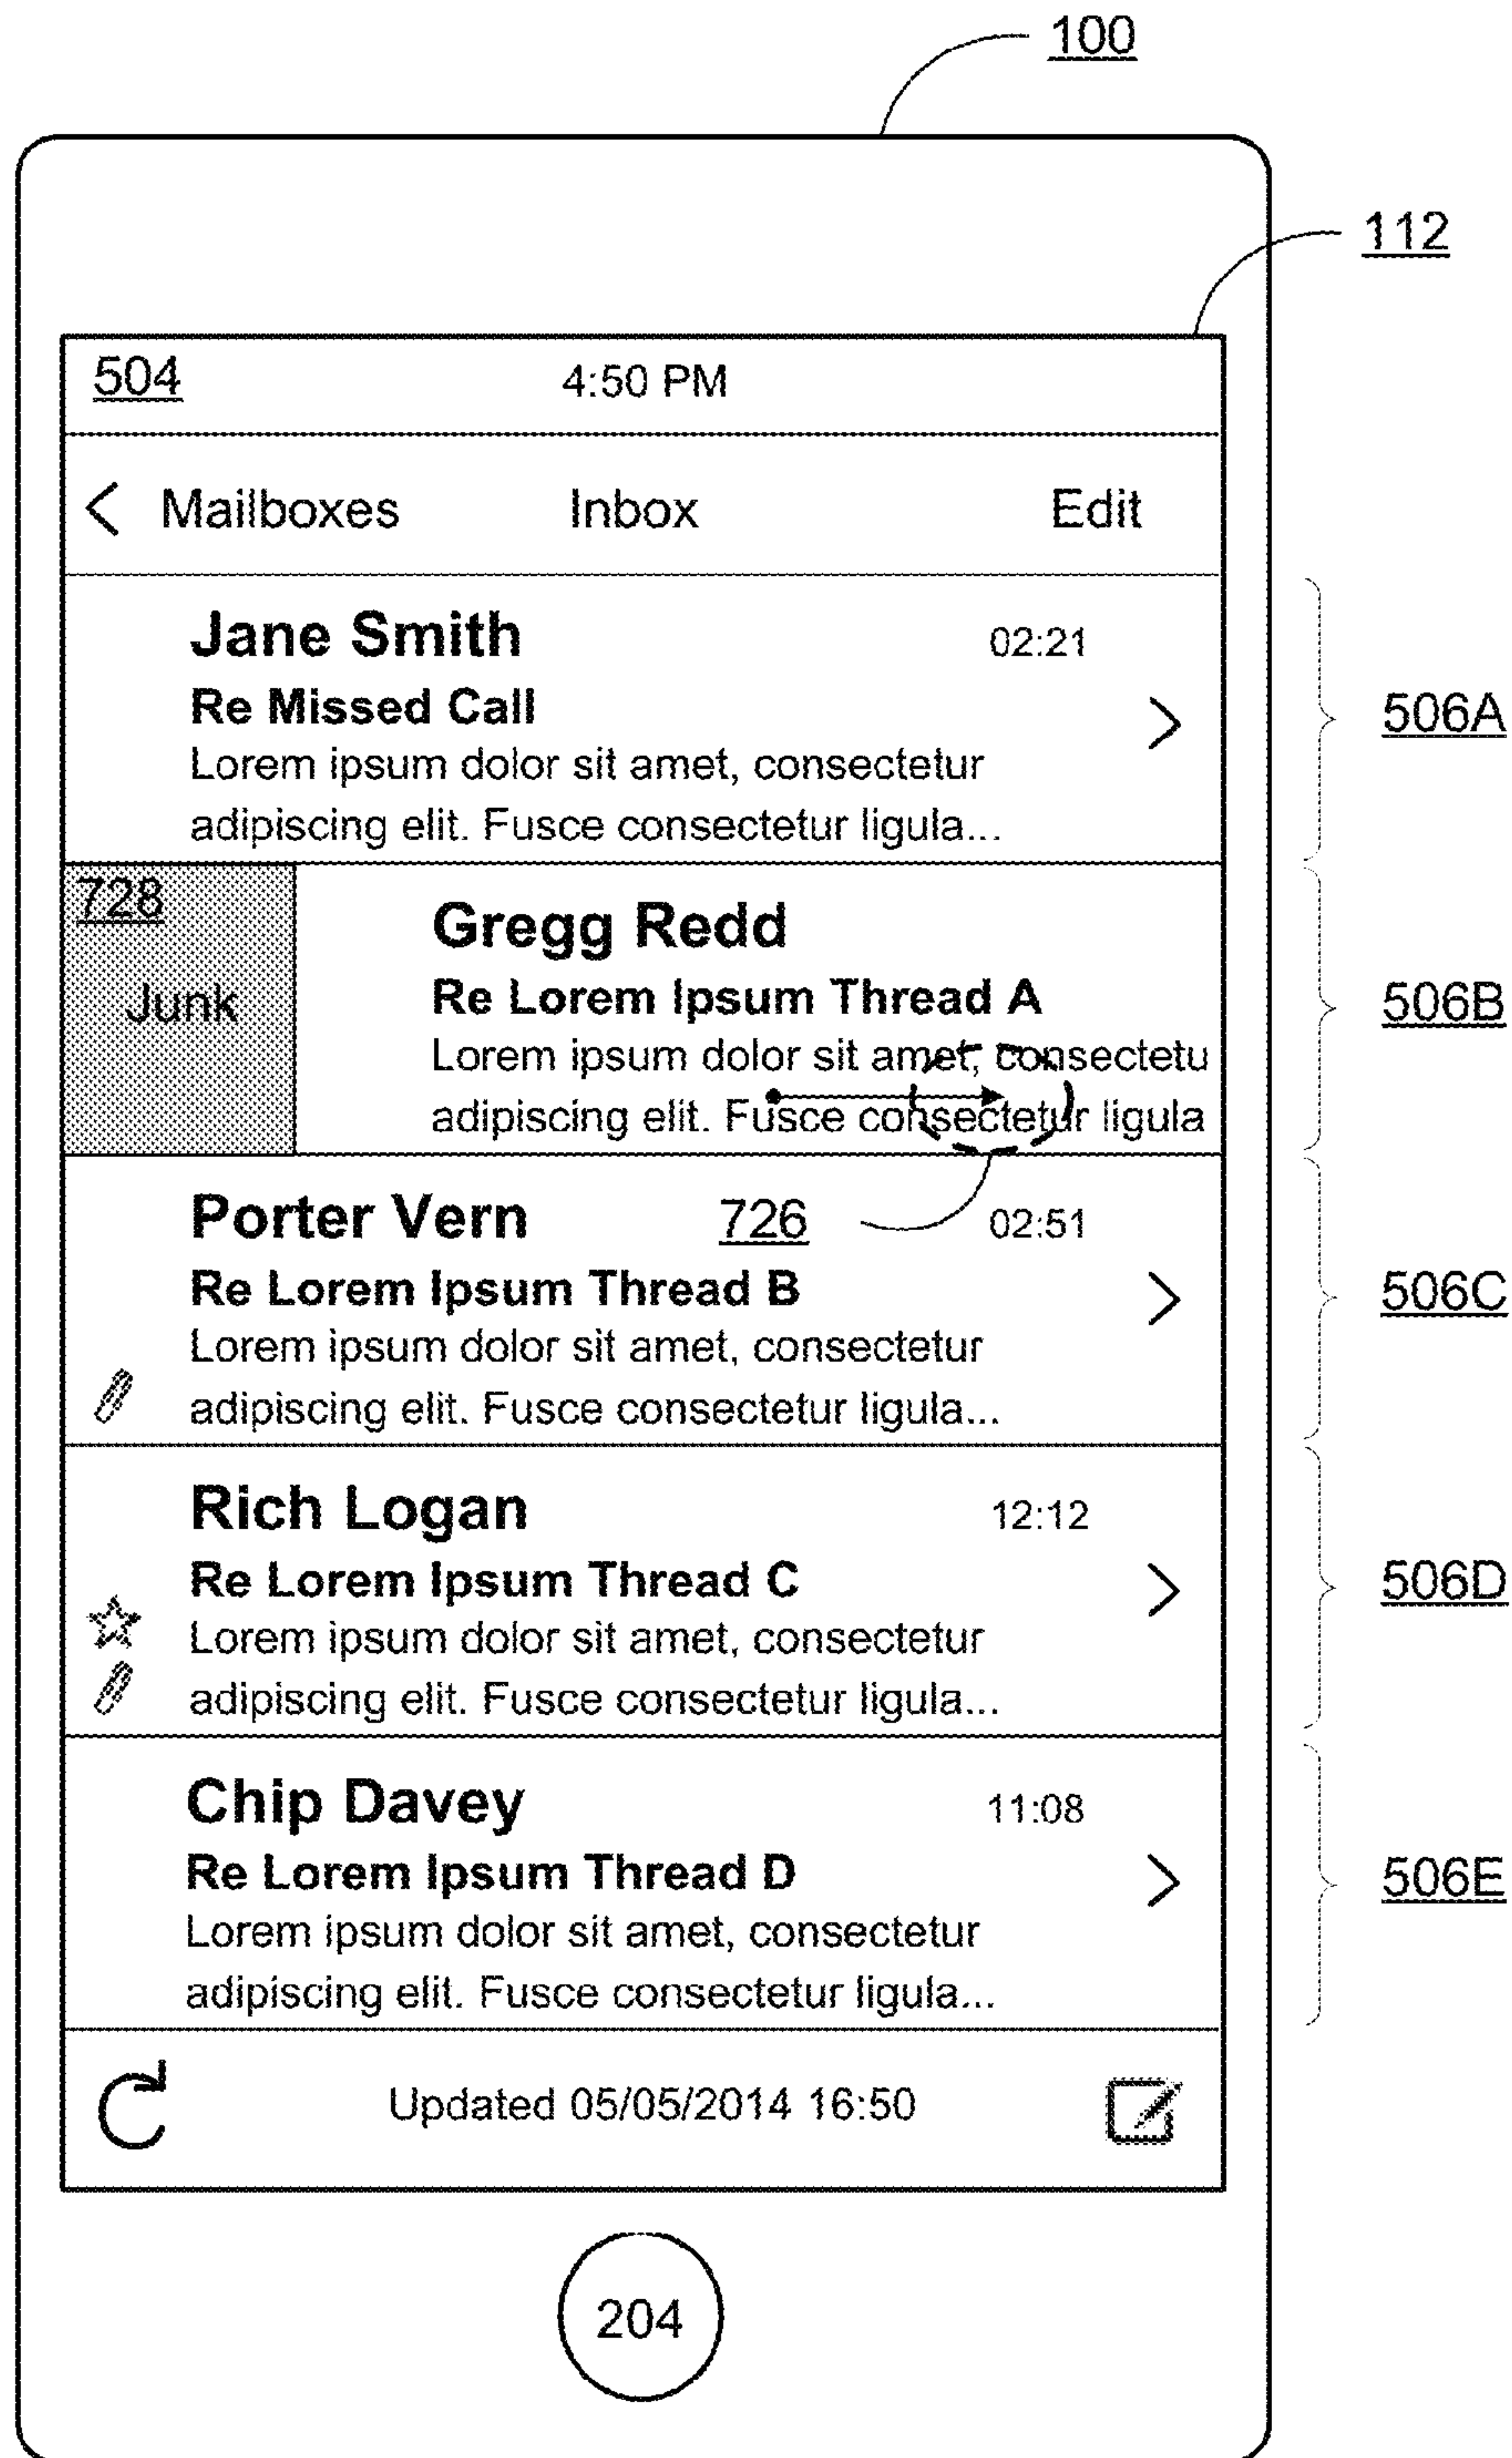 100
112
504 4:50 PM
< Mailboxes Inbox Edit
Jane Smith 02:21
Re Missed Call >
506A
Lorem ipsum dolor sit amet, consectetur
adipiscing elit. Fusce consectetur ligula...
728
Gregg Redd
Junk
Re Lorem Ipsum Thread A
506B
Lorem ipsum dolor sit amet, consectetu
adipiscing elit. Fusce consectetur ligula
Porter Vern 726 02:51
Re Lorem Ipsum Thread B >
506C
Lorem ipsum dolor sit amet, consectetur
adipiscing elit. Fusce consectetur ligula...
Rich Logan 12:12
Re Lorem Ipsum Thread C >
506D
Lorem ipsum dolor sit amet, consectetur
adipiscing elit. Fusce consectetur ligula...
Chip Davey 11:08
Re Lorem Ipsum Thread D >
506E
Lorem ipsum dolor sit amet, consectetur
adipiscing elit. Fusce consectetur ligula...
Updated 05/05/2014 16:50
204